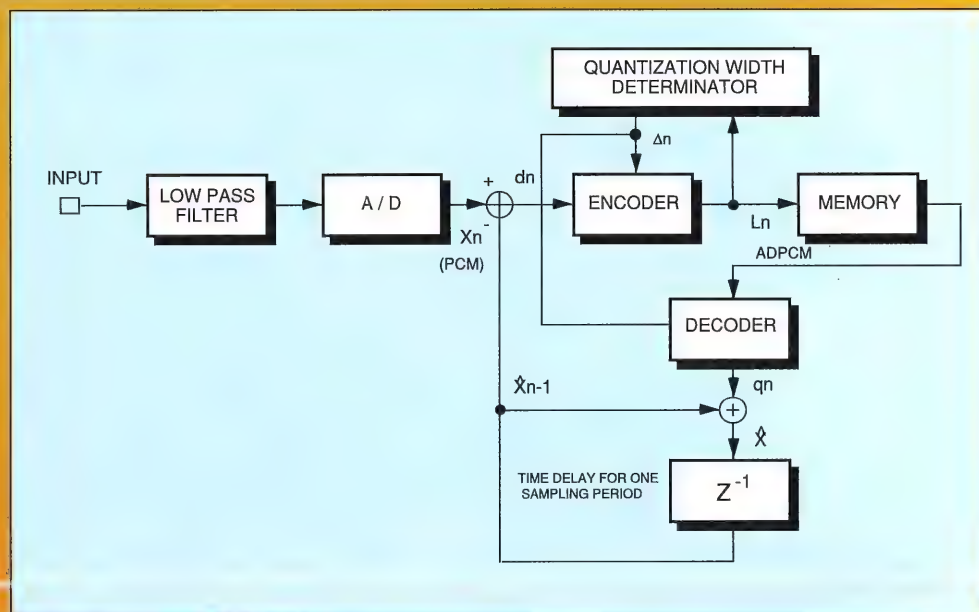 QUANTIZATION WIDTH
DETERMINATOR
Δn
INPUT
LOW PASS
FILTER
A / D
+
dn
Xn
-
(PCM)
ENCODER
Ln
MEMORY
ADPCM
DECODER
qn
X̂n-1
+
X̂
TIME DELAY FOR ONE
SAMPLING PERIOD
Z⁻¹